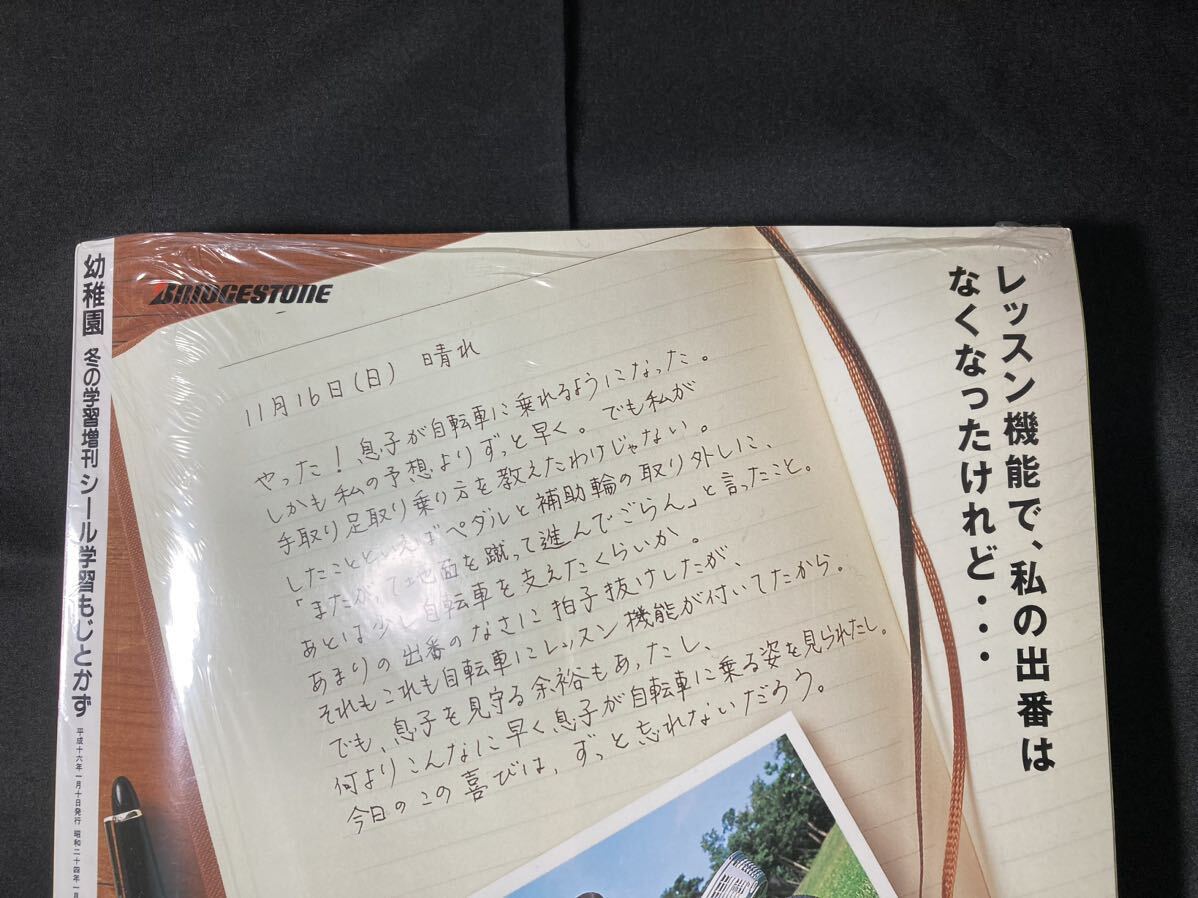 レッスン機能で、私の出番は
なくなったけれど・・・
BRIDGESTONE
11月16日(日) 晴れ
やった!息子が自転車に乗れるようになった。
しかも私の予想よりずっと早く。でも私が
手取り足取り乗り方を教えたわけじゃない。
したことといえばペダルと補助輪の取り外しに、
「またがって地面を蹴って進んでごらん」と言ったこと。
あとは少し自転車を支えたくらいか。
あまりの出番のなさに拍子抜けしたが、
それもこれも自転車にレッスン機能が付いてたから。
でも、息子を見守る余裕もあったし、
何よりこんなに早く息子が自転車に乗る姿を見られたし。
今日のこの喜びは、ずっと忘れないだろう。
幼稚園 冬の学習増刊 シール学習もじとかず 平成十六年一月十日発行 昭和二十四年一月